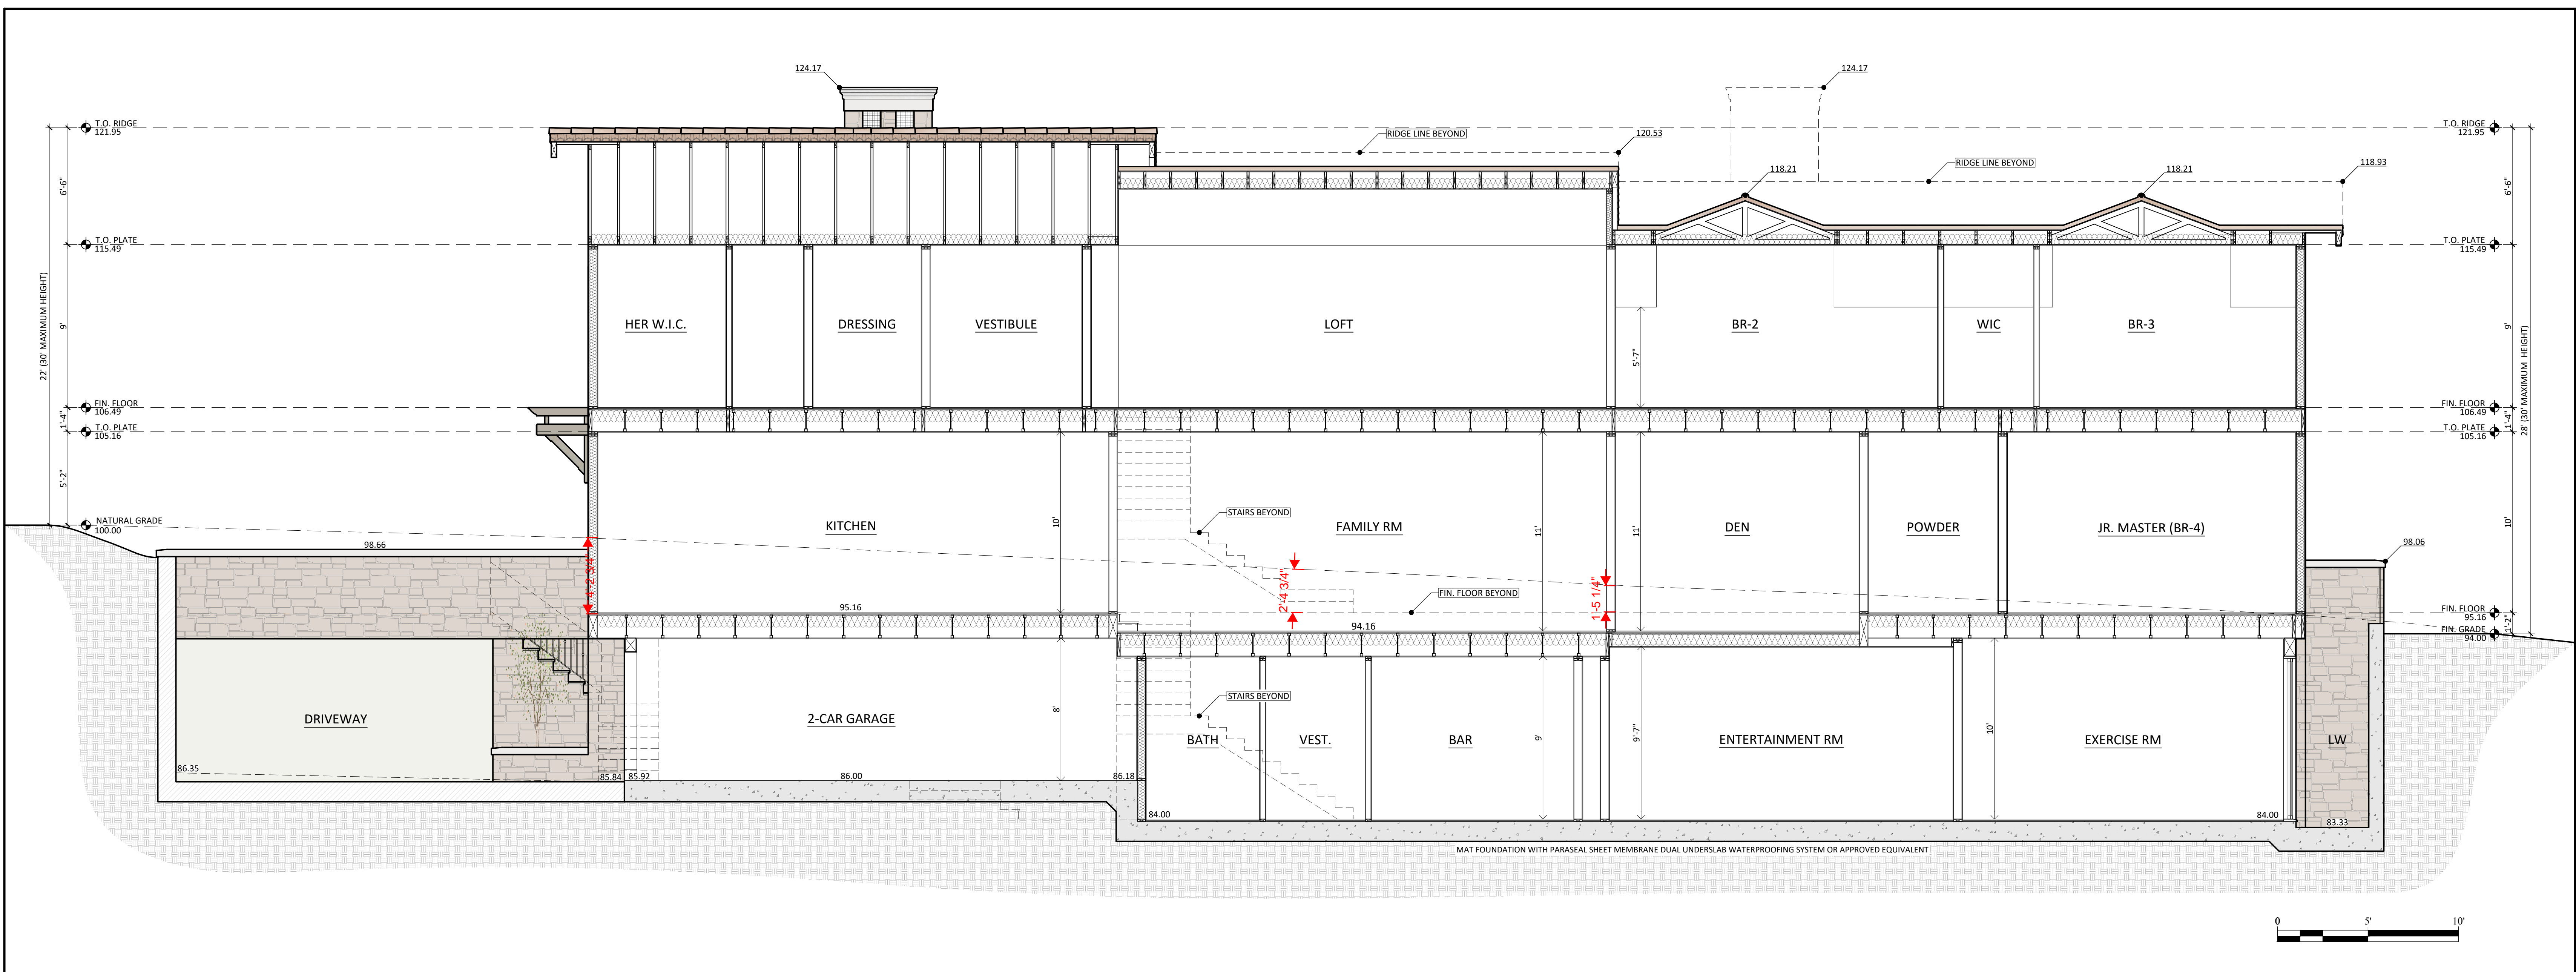 124.17
124.17
T.O. RIDGE
121.95
RIDGE LINE BEYOND
120.53
T.O. RIDGE
121.95
RIDGE LINE BEYOND
118.21
118.21
118.93
6'-6"
6'-6"
T.O. PLATE
115.49
T.O. PLATE
115.49
22' (30' MAXIMUM HEIGHT)
9'
HER W.I.C.
DRESSING
VESTIBULE
LOFT
5'-7"
BR-2
WIC
BR-3
9'
28' (30' MAXIMUM HEIGHT)
FIN. FLOOR
106.49
FIN. FLOOR
106.49
1'-4"
1'-4"
T.O. PLATE
105.16
T.O. PLATE
105.16
5'-2"
NATURAL GRADE
100.00
STAIRS BEYOND
KITCHEN
10'
FAMILY RM
11'
11'
DEN
POWDER
JR. MASTER (BR-4)
10'
98.66
98.06
4'-2 3/4"
2'-4 3/4"
1'-5 1/4"
FIN. FLOOR BEYOND
95.16
94.16
FIN. FLOOR
95.16
1'-2"
FIN. GRADE
94.00
STAIRS BEYOND
DRIVEWAY
2-CAR GARAGE
8'
BATH
VEST.
BAR
9'
9'-7"
ENTERTAINMENT RM
10'
EXERCISE RM
LW
86.35
85.84
85.92
86.00
86.18
84.00
84.00
83.33
MAT FOUNDATION WITH PARASEAL SHEET MEMBRANE DUAL UNDERSLAB WATERPROOFING SYSTEM OR APPROVED EQUIVALENT
0 5' 10'